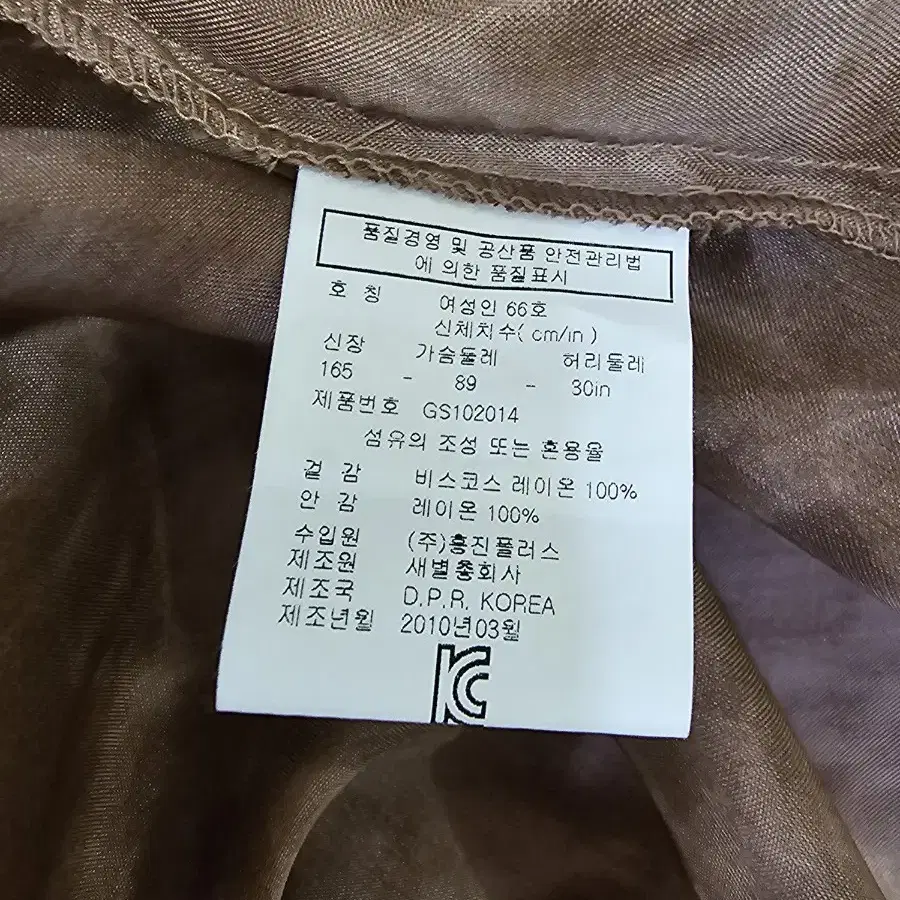 품질경영 및 공산품 안전관리법
에 의한 품질표시
호 칭 여성인 66호
신체치수( cm/in )
신장 가슴둘레 허리둘레
165 - 89 - 30in
제품번호 GS102014
섬유의 조성 또는 혼용율
겉 감 비스코스 레이온 100%
안 감 레이온 100%
수입원 (주)흥진플러스
제조원 새별총회사
제조국 D.P.R. KOREA
제조년월 2010년03월
KC